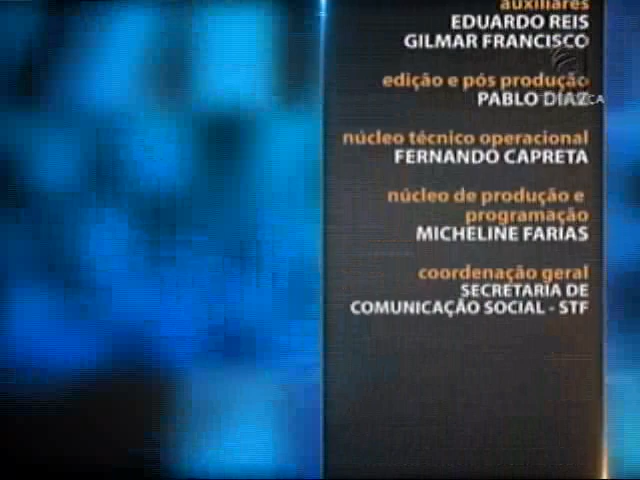 auxiliares
EDUARDO REIS
GILMAR FRANCISCO
edição e pós produção
PABLO DIAZ
núcleo técnico operacional
FERNANDO CAPRETA
núcleo de produção e
programação
MICHELINE FARIAS
coordenação geral
SECRETARIA DE
COMUNICAÇÃO SOCIAL - STF